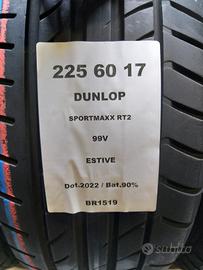 225 60 17
DUNLOP
SPORTMAXX RT2
99V
ESTIVE
Dot-2022 / Bat.90%
BR1519
subito